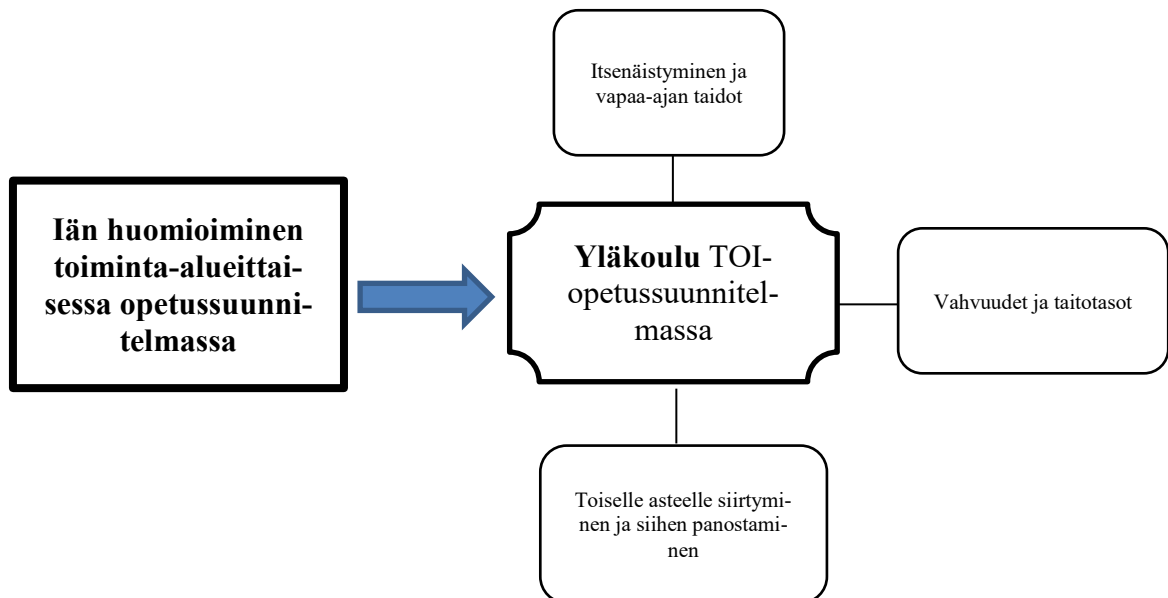 Itsenäistyminen ja
vapaa-ajan taidot
Iän huomioiminen
toiminta-alueittai-
sessa opetussuunni-
telmassa
Yläkoulu TOI-
opetussuunnitel-
massa
Vahvuudet ja taitotasot
Toiselle asteelle siirtymi-
nen ja siihen panostami-
nen